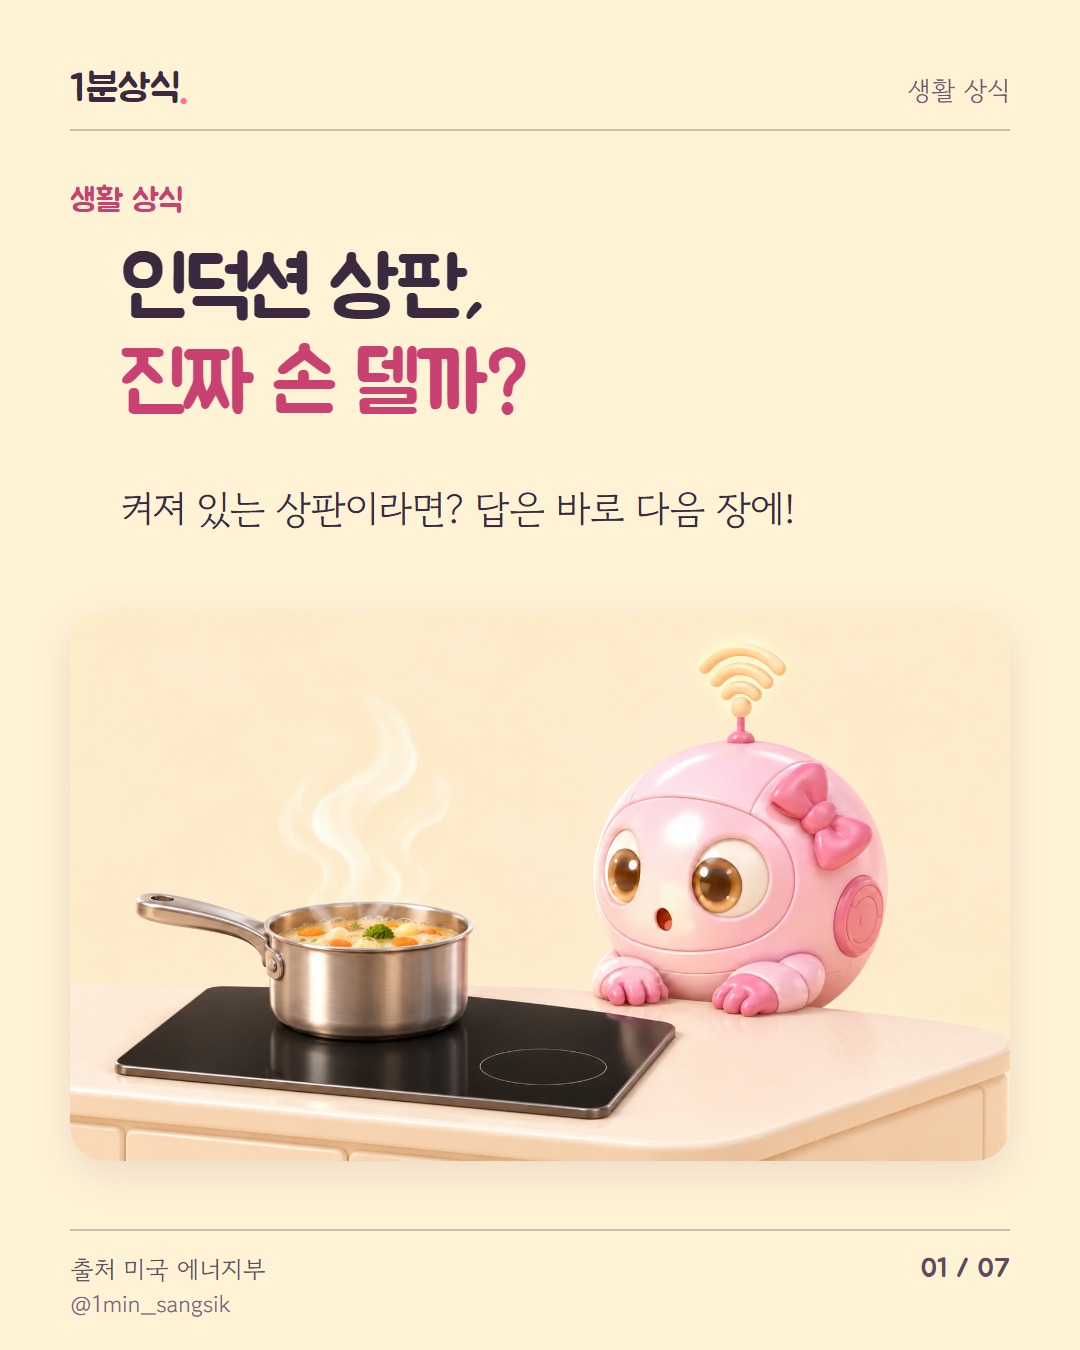 1분상식.
생활 상식
생활 상식
인덕션 상판,
진짜 손 델까?
켜져 있는 상판이라면? 답은 바로 다음 장에!
출처 미국 에너지부
01 / 07
@1min_sangsik